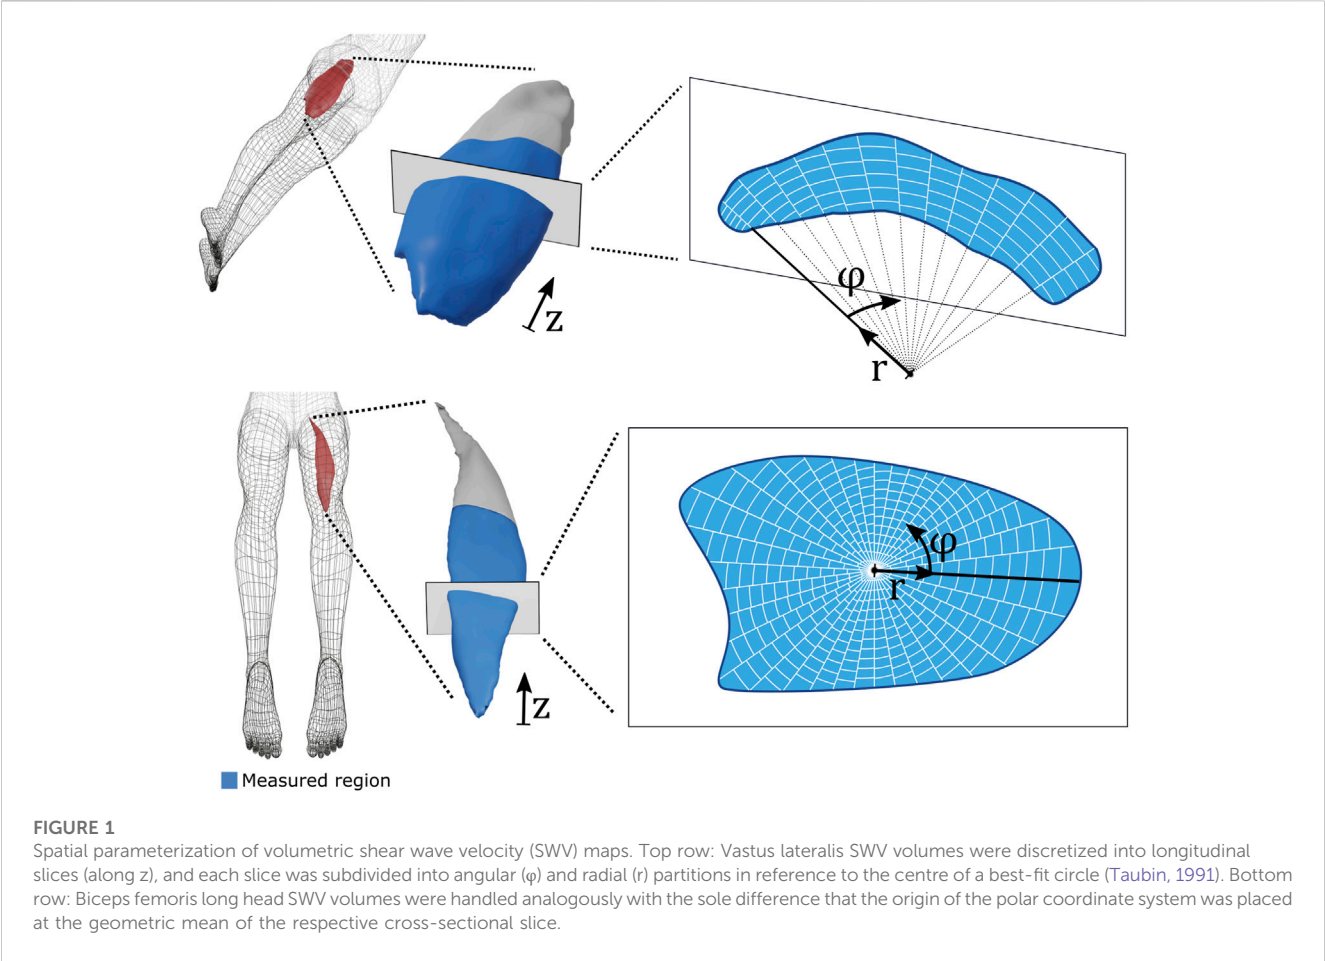 z
φ
r
φ
r
z
Measured region
FIGURE 1
Spatial parameterization of volumetric shear wave velocity (SWV) maps. Top row: Vastus lateralis SWV volumes were discretized into longitudinal
slices (along z), and each slice was subdivided into angular (φ) and radial (r) partitions in reference to the centre of a best-fit circle (Taubin, 1991). Bottom
row: Biceps femoris long head SWV volumes were handled analogously with the sole difference that the origin of the polar coordinate system was placed
at the geometric mean of the respective cross-sectional slice.